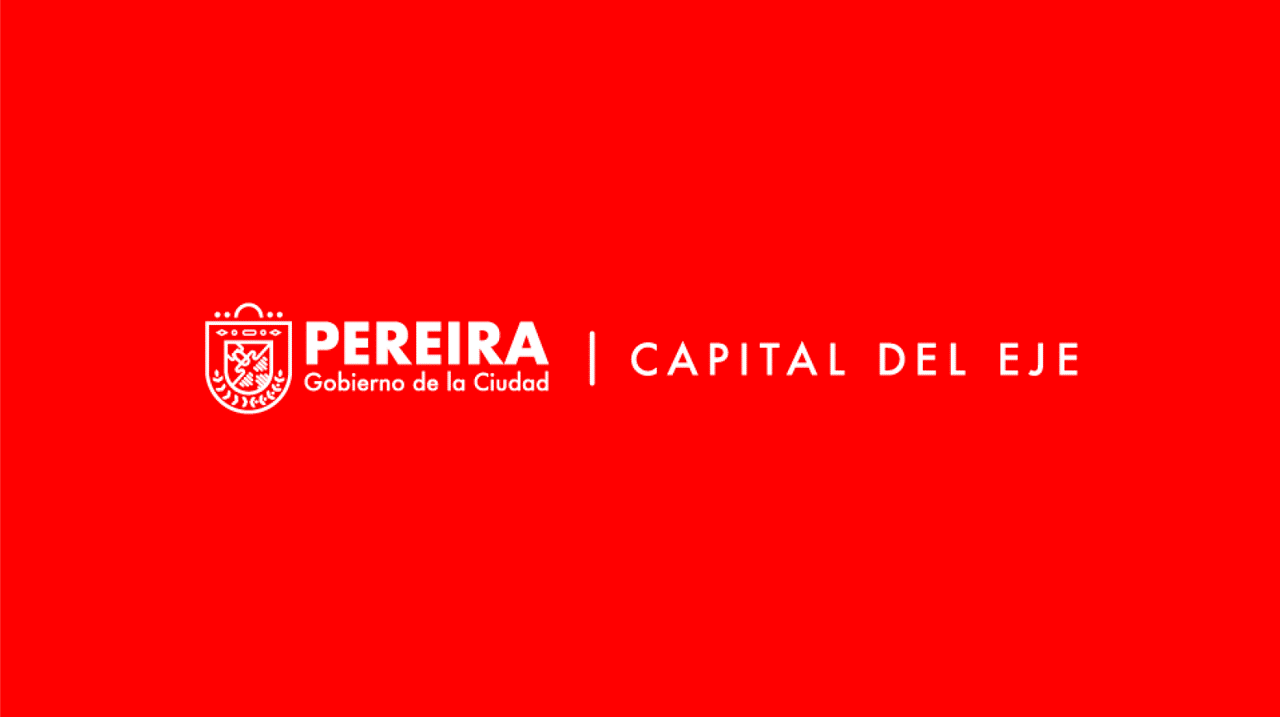 PEREIRA
Gobierno de la Ciudad
CAPITAL DEL EJE